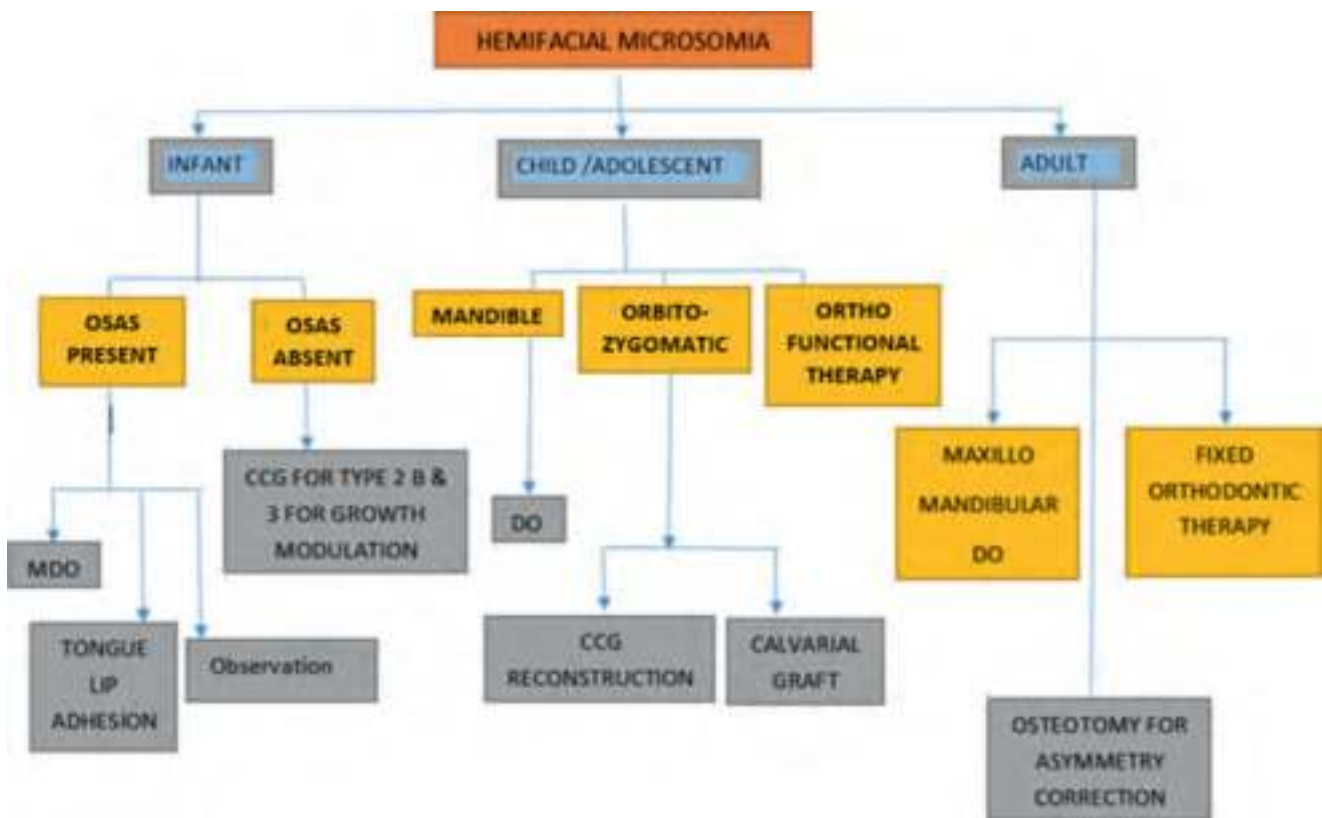 HEMIFACIAL MICROSOMIA
INFANT
CHILD /ADOLESCENT
ADULT
OSAS
PRESENT
OSAS
ABSENT
MANDIBLE
ORBITO-
ZYGOMATIC
ORTHO
FUNCTIONAL
THERAPY
MAXILLO
MANDIBULAR
DO
FIXED
ORTHODONTIC
THERAPY
CCG FOR TYPE 2 B &
3 FOR GROWTH
MODULATION
DO
MDO
TONGUE
LIP
ADHESION
Observation
CCG
RECONSTRUCTION
CALVARIAL
GRAFT
OSTEOTOMY FOR
ASYMMETRY
CORRECTION